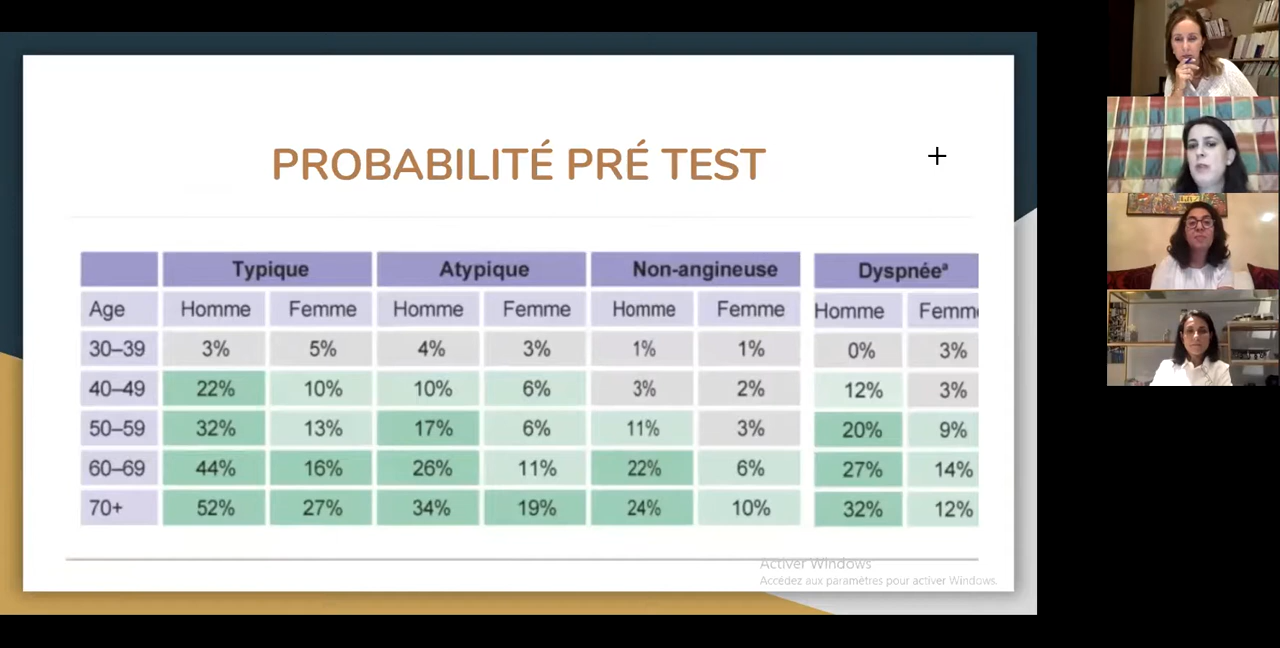 PROBABILITÉ PRÉ TEST
Typique Atypique Non-angineuse Dyspnéeª
Age Homme Femme Homme Femme Homme Femme Homme Femm
30–39 3% 5% 4% 3% 1% 1% 0% 3%
40–49 22% 10% 10% 6% 3% 2% 12% 3%
50–59 32% 13% 17% 6% 11% 3% 20% 9%
60–69 44% 16% 26% 11% 22% 6% 27% 14%
70+ 52% 27% 34% 19% 24% 10% 32% 12%
Activer Windows
Accédez aux paramètres pour activer Windows.